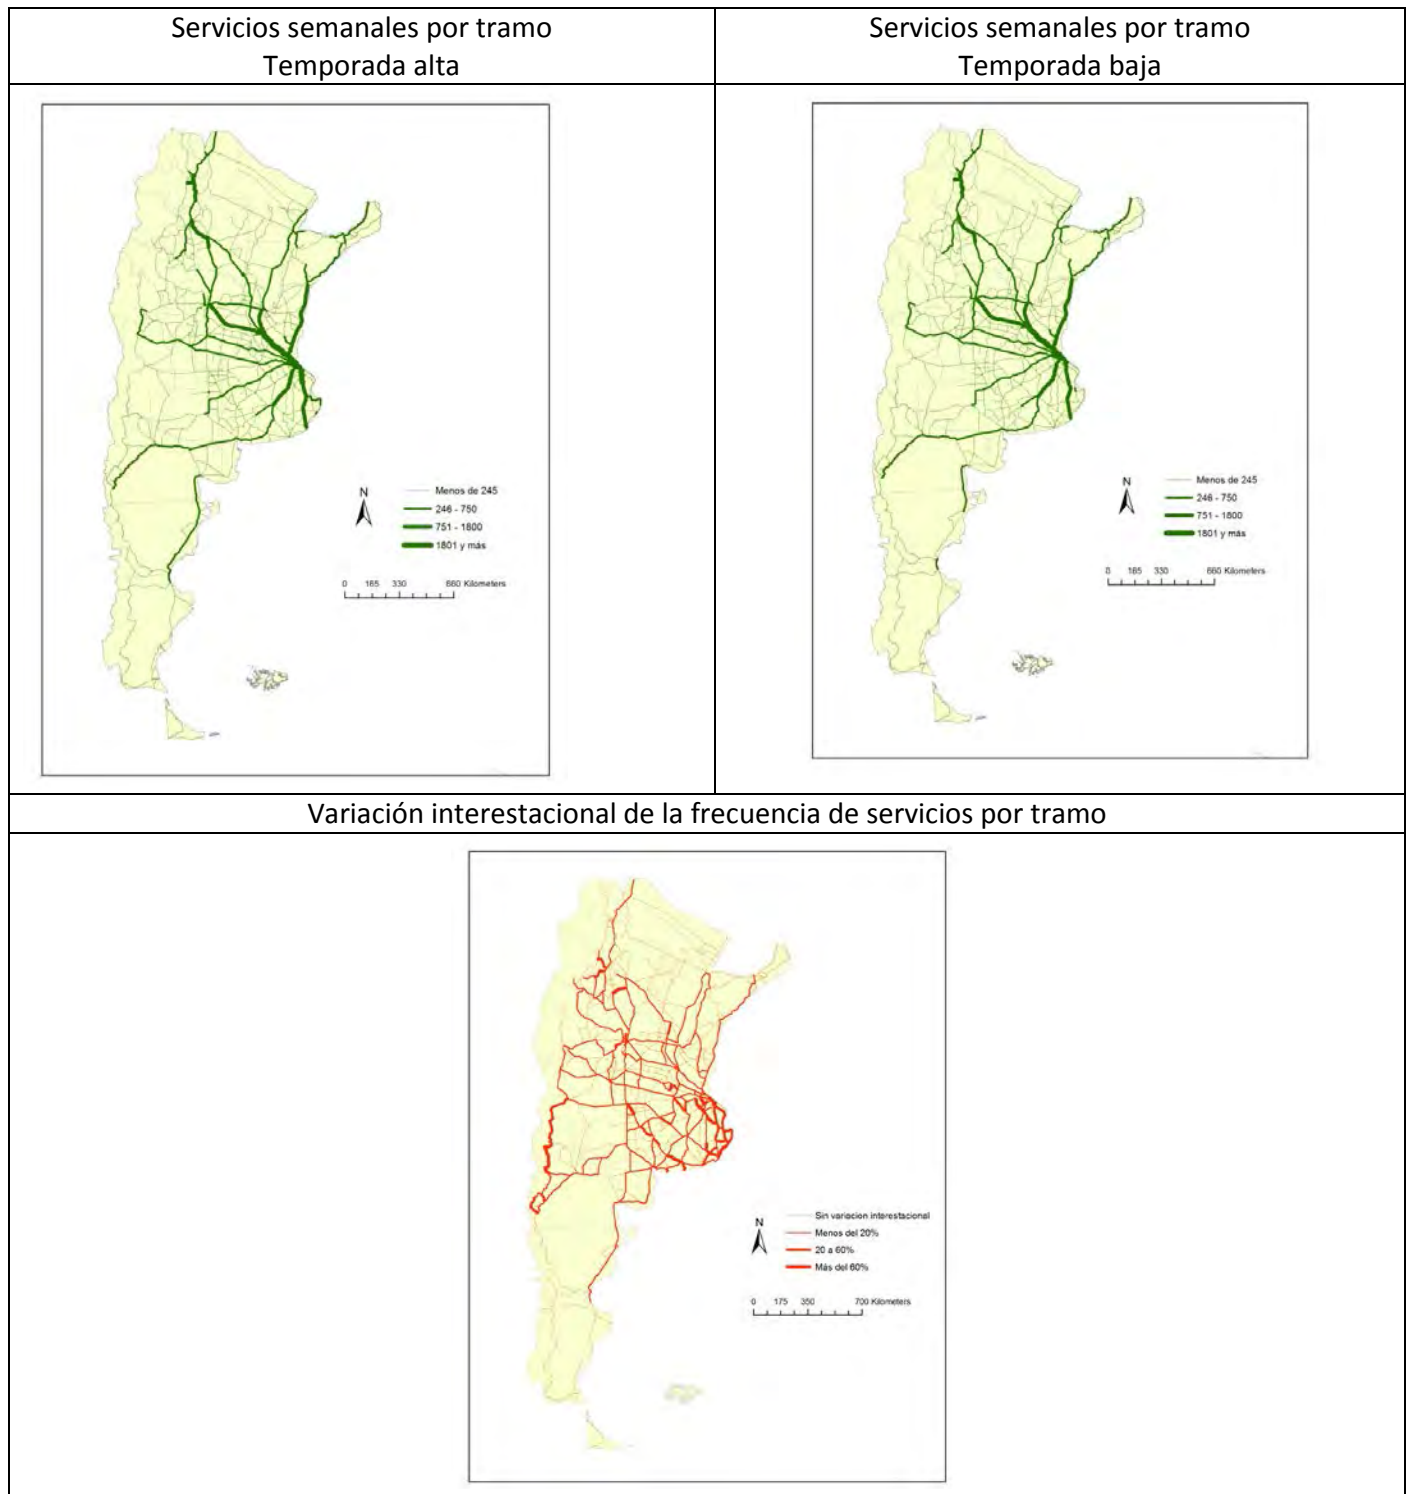 Servicios semanales por tramo
Temporada alta
Servicios semanales por tramo
Temporada baja
N
Menos de 245
246 - 750
751 - 1800
1801 y más
0 165 330 660 Kilometers
N
Menos de 245
246 - 750
751 - 1800
1801 y más
0 165 330 660 Kilometers
Variación interestacional de la frecuencia de servicios por tramo
N
Sin variacion interestacional
Menos del 20%
20 a 60%
Más del 60%
0 175 350 700 Kilometers